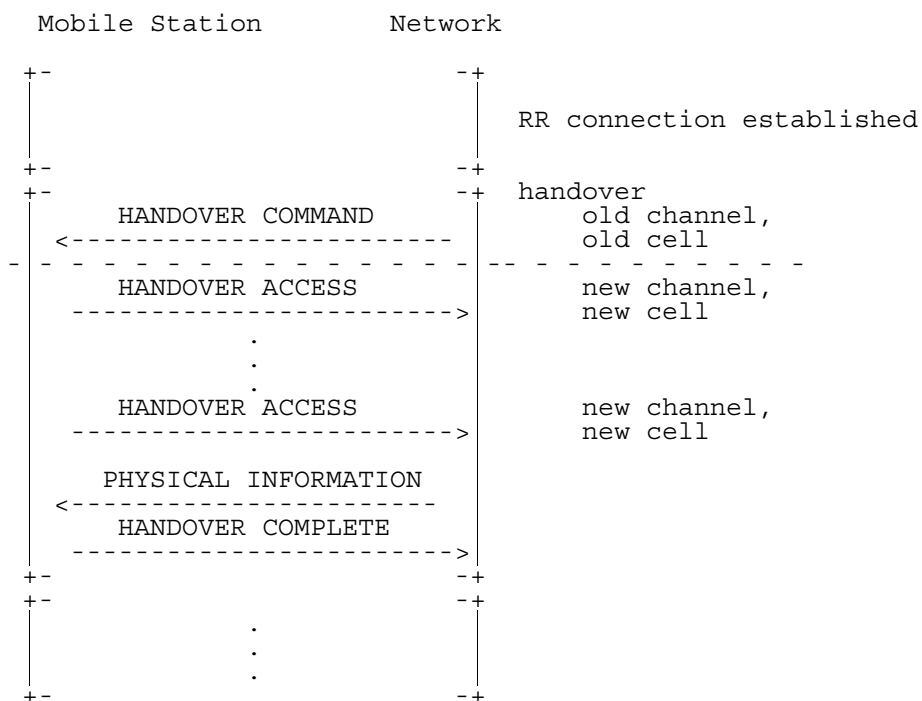 Mobile Station Network
RR connection established
handover
HANDOVER COMMAND old channel,
old cell
HANDOVER ACCESS new channel,
new cell
.
.
.
HANDOVER ACCESS new channel,
new cell
PHYSICAL INFORMATION
HANDOVER COMPLETE
.
.
.